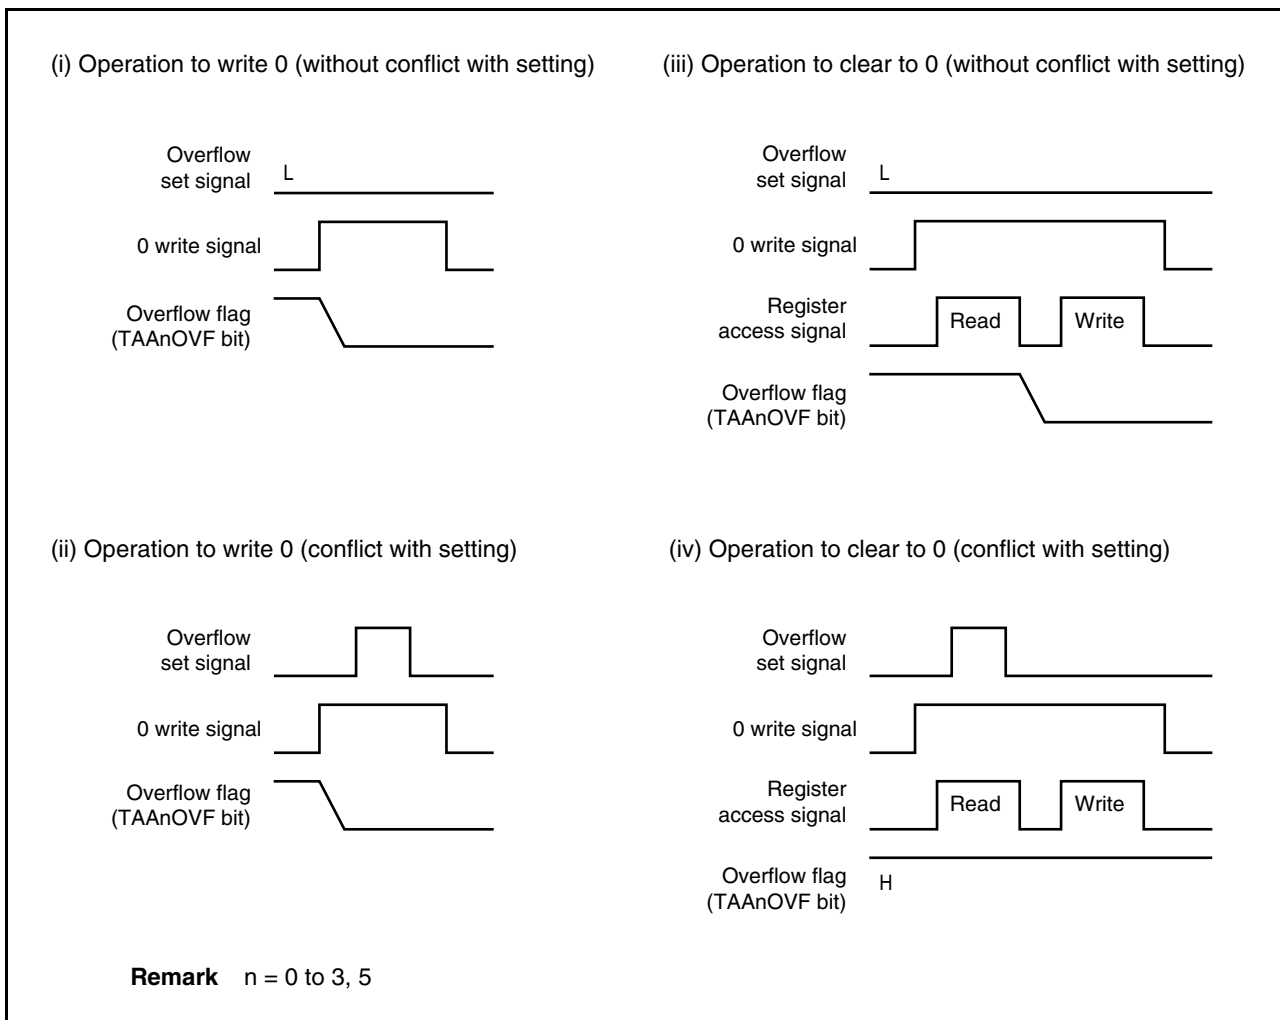 (i) Operation to write 0 (without conflict with setting)
Overflow
set signal
L
0 write signal
Overflow flag
(TAAnOVF bit)
(iii) Operation to clear to 0 (without conflict with setting)
Overflow
set signal
L
0 write signal
Register
access signal
Read
Write
Overflow flag
(TAAnOVF bit)
(ii) Operation to write 0 (conflict with setting)
Overflow
set signal
0 write signal
Overflow flag
(TAAnOVF bit)
(iv) Operation to clear to 0 (conflict with setting)
Overflow
set signal
0 write signal
Register
access signal
Read
Write
Overflow flag
(TAAnOVF bit)
H
Remark n = 0 to 3, 5